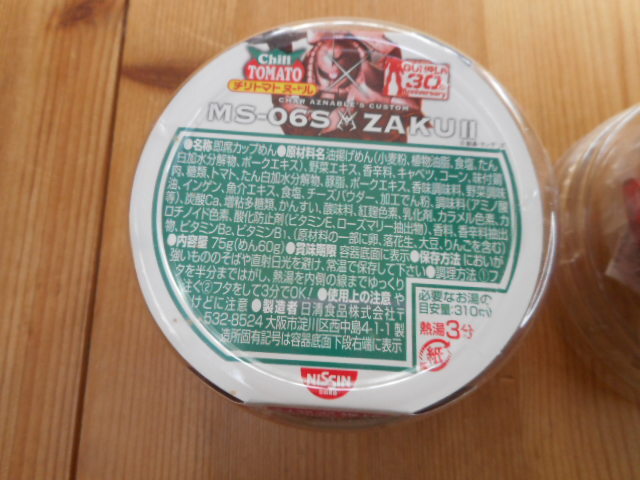 Chili
TOMATO
チリトマトヌードル
GUNDAM
30th
Anniversary
CHAR AZNABLE'S CUSTOM
MS-06S ZAKU II
●名称 即席カップめん ●原材料名 油揚げめん(小麦粉、植物油脂、食塩、たん
白加水分解物、ポークエキス)、野菜エキス、香辛料、キャベツ、コーン、味付豚
肉、糖類、トマト、たん白加水分解物、豚脂、ポークエキス、香味調味料、野菜調味
油、インゲン、魚介エキス、食塩、チーズパウダー、加工でん粉、調味料(アミノ酸
等)、炭酸Ca、増粘多糖類、かんすい、酸味料、紅麹色素、乳化剤、カラメル色素、カ
ロチノイド色素、酸化防止剤(ビタミンE、ローズマリー抽出物)、香料、香辛料抽出
物、ビタミンB2、ビタミンB1、(原材料の一部に卵、落花生、大豆、りんごを含む)
●内容量 75g(めん60g) ●賞味期限 容器底面に表示 ●保存方法 においが
強いもののそばや直射日光を避け、常温で保存して下さい ●調理方法 ①フ
タを半分まではがし、熱湯を内側の線までゆっくり
注ぐ②フタをして3分でOK! ●使用上の注意 や
けどに注意 ●製造者 日清食品株式会社 〒
532-8524 大阪市淀川区西中島4-1-1 製
造所固有記号は容器底面下段右端に表示
必要なお湯の
目安量:310ml
熱湯3分
紙
NISSIN